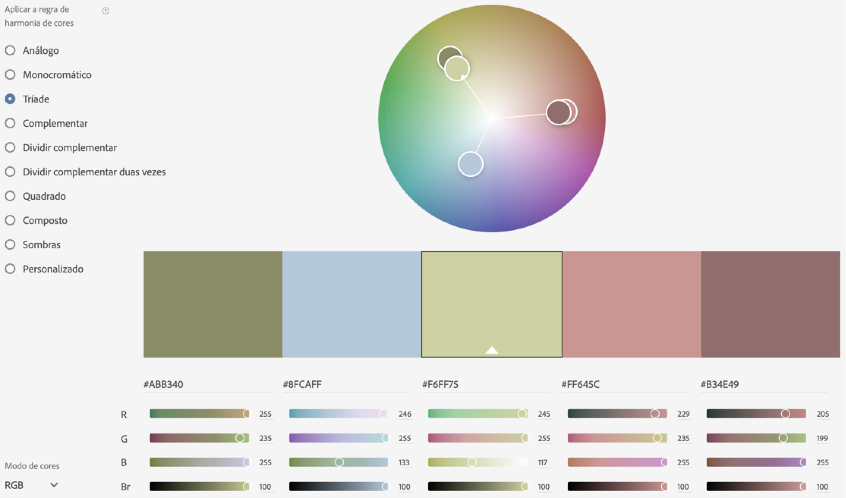 Aplicar a regra de
harmonia de cores
Análogo
Monocromático
Tríade
Complementar
Dividir complementar
Dividir complementar duas vezes
Quadrado
Composto
Sombras
Personalizado
#ABB340 #8FCAFF #F6FF75 #FF645C #B34E49
R 255 246 245 229 205
G 235 255 255 235 199
B 255 133 117 255 255
Br 100 100 100 100 100
Modo de cores
RGB